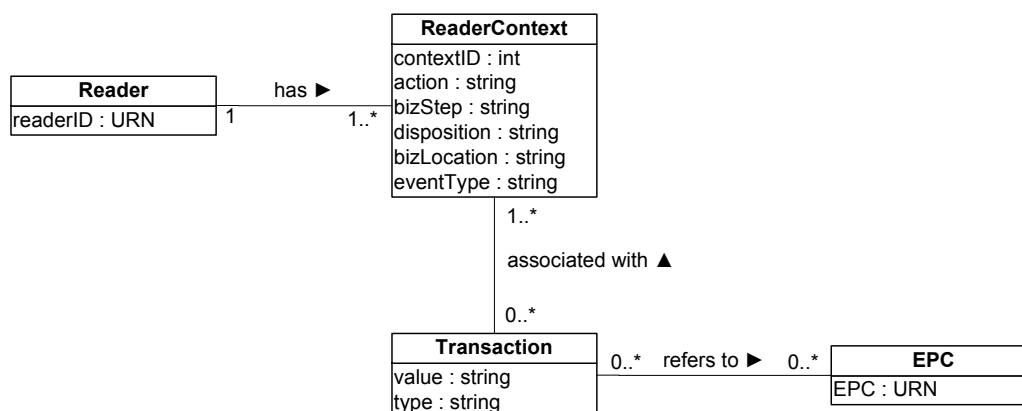 ReaderContext
contextID : int
action : string
bizStep : string
disposition : string
bizLocation : string
eventType : string
Reader
readerID : URN
has ►
1
1..*
1..*
associated with ▲
0..*
Transaction
value : string
type : string
0..* refers to ► 0..*
EPC
EPC : URN